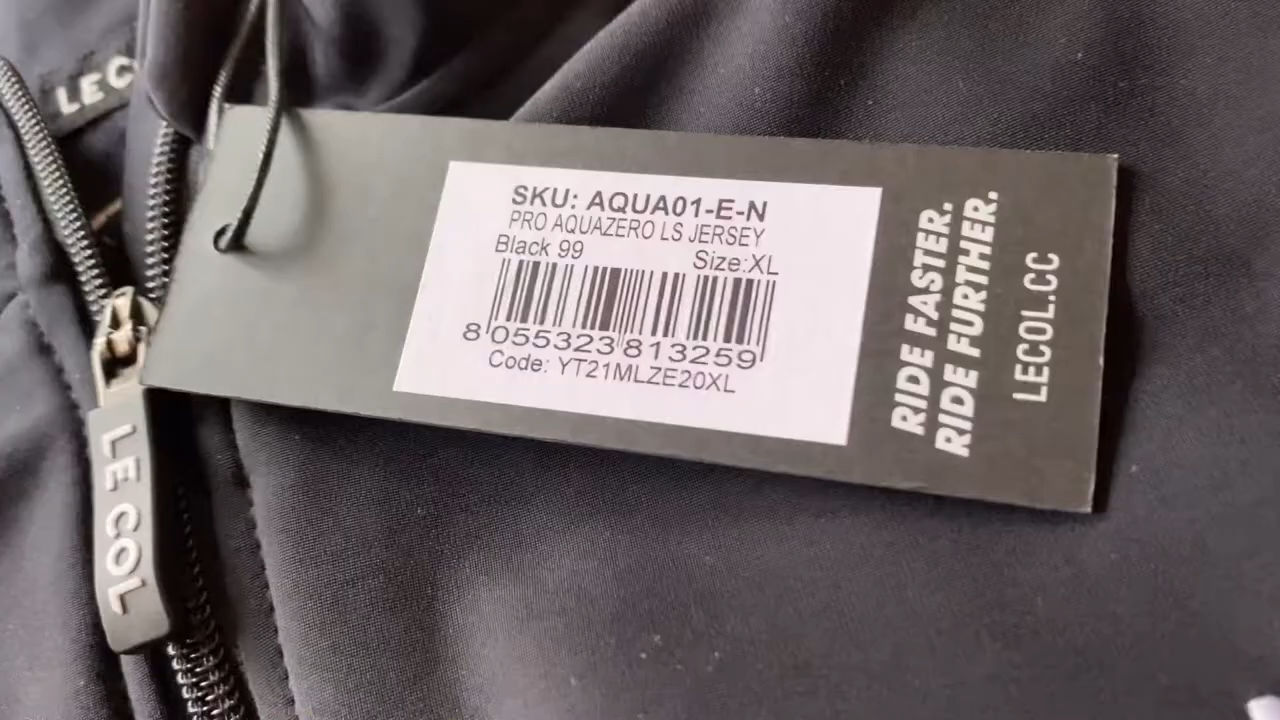 LE C
SKU: AQUA01-E-N
PRO AQUAZERO LS JERSEY
Black 99 Size:XL
8 055323 813259
Code: YT21MLZE20XL
RIDE FASTER.
RIDE FURTHER.
LECOL.CC
LE COL